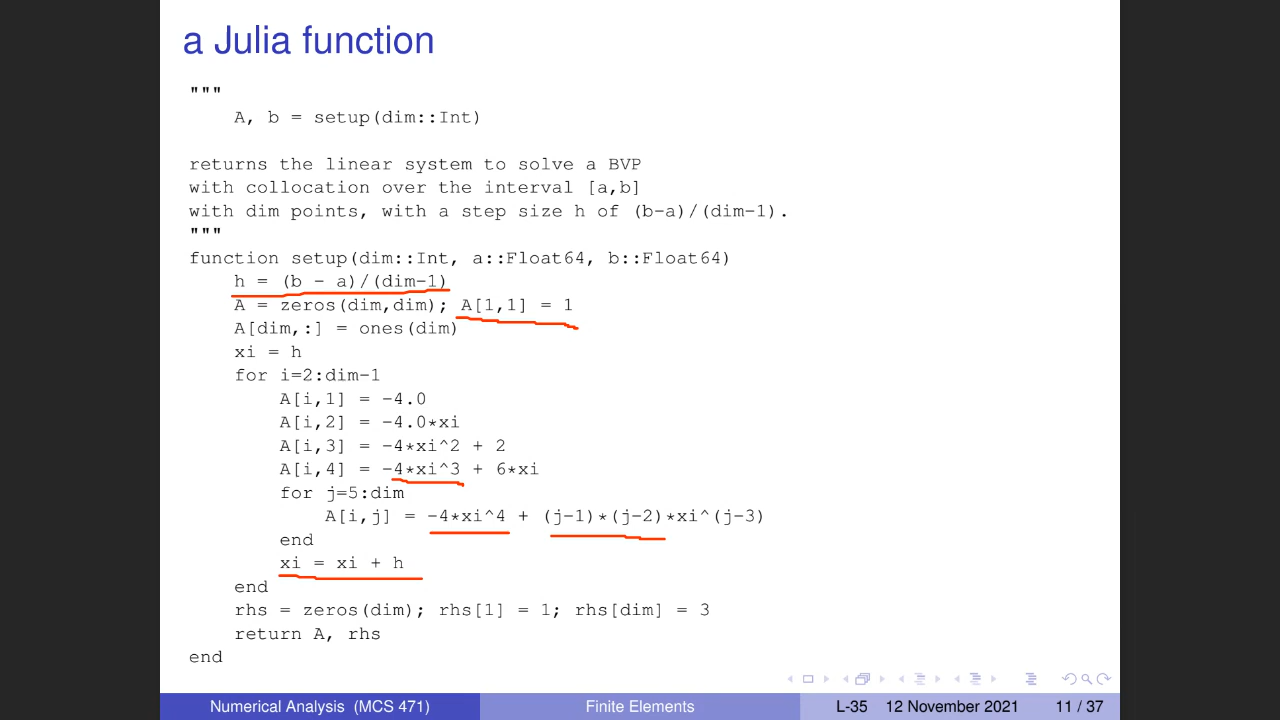 a Julia function
"""
A, b = setup(dim::Int)
returns the linear system to solve a BVP
with collocation over the interval [a,b]
with dim points, with a step size h of (b-a)/(dim-1).
"""
function setup(dim::Int, a::Float64, b::Float64)
h = (b - a)/(dim-1)
A = zeros(dim,dim); A[1,1] = 1
A[dim,:] = ones(dim)
xi = h
for i=2:dim-1
A[i,1] = -4.0
A[i,2] = -4.0*xi
A[i,3] = -4*xi^2 + 2
A[i,4] = -4*xi^3 + 6*xi
for j=5:dim
A[i,j] = -4*xi^4 + (j-1)*(j-2)*xi^(j-3)
end
xi = xi + h
end
rhs = zeros(dim); rhs[1] = 1; rhs[dim] = 3
return A, rhs
end
Numerical Analysis (MCS 471) Finite Elements L-35 12 November 2021 11 / 37